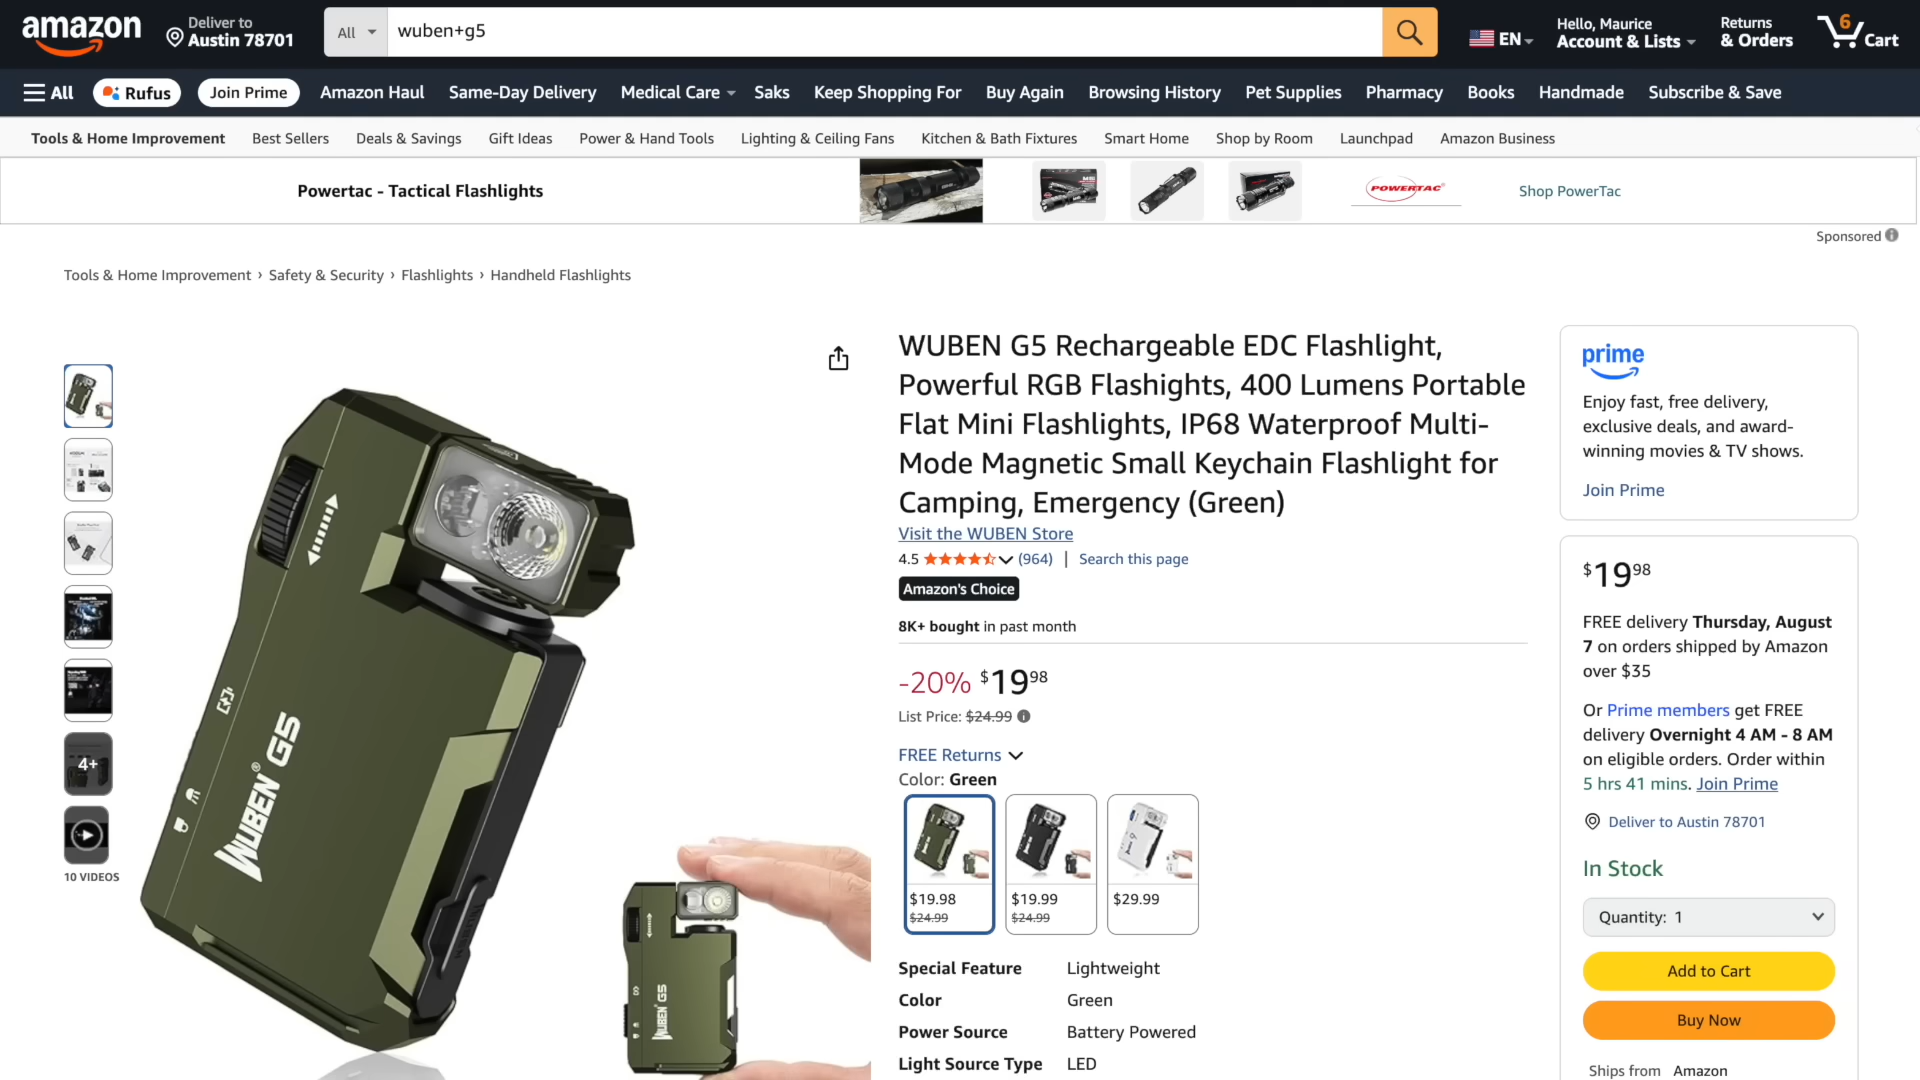 amazon
Deliver to
Austin 78701
All
wuben+g5
EN
Hello, Maurice
Account & Lists
Returns
& Orders
6
Cart
All
Rufus
Join Prime
Amazon Haul
Same-Day Delivery
Medical Care
Saks
Keep Shopping For
Buy Again
Browsing History
Pet Supplies
Pharmacy
Books
Handmade
Subscribe & Save
Tools & Home Improvement
Best Sellers
Deals & Savings
Gift Ideas
Power & Hand Tools
Lighting & Ceiling Fans
Kitchen & Bath Fixtures
Smart Home
Shop by Room
Launchpad
Amazon Business
Powertac - Tactical Flashlights
POWERTAC
Shop PowerTac
Sponsored
Tools & Home Improvement › Safety & Security › Flashlights › Handheld Flashlights
4+
10 VIDEOS
WUBEN® G5
WUBEN® G5
WUBEN G5 Rechargeable EDC Flashlight,
Powerful RGB Flashights, 400 Lumens Portable
Flat Mini Flashlights, IP68 Waterproof Multi-
Mode Magnetic Small Keychain Flashlight for
Camping, Emergency (Green)
Visit the WUBEN Store
4.5 (964) | Search this page
Amazon's Choice
8K+ bought in past month
-20% $19 98
List Price: $24.99
FREE Returns
Color: Green
$19.98
$24.99
$19.99
$24.99
$29.99
Special Feature Lightweight
Color Green
Power Source Battery Powered
Light Source Type LED
prime
Enjoy fast, free delivery,
exclusive deals, and award-
winning movies & TV shows.
Join Prime
$19 98
FREE delivery Thursday, August
7 on orders shipped by Amazon
over $35
Or Prime members get FREE
delivery Overnight 4 AM - 8 AM
on eligible orders. Order within
5 hrs 41 mins. Join Prime
Deliver to Austin 78701
In Stock
Quantity: 1
Add to Cart
Buy Now
Ships from Amazon